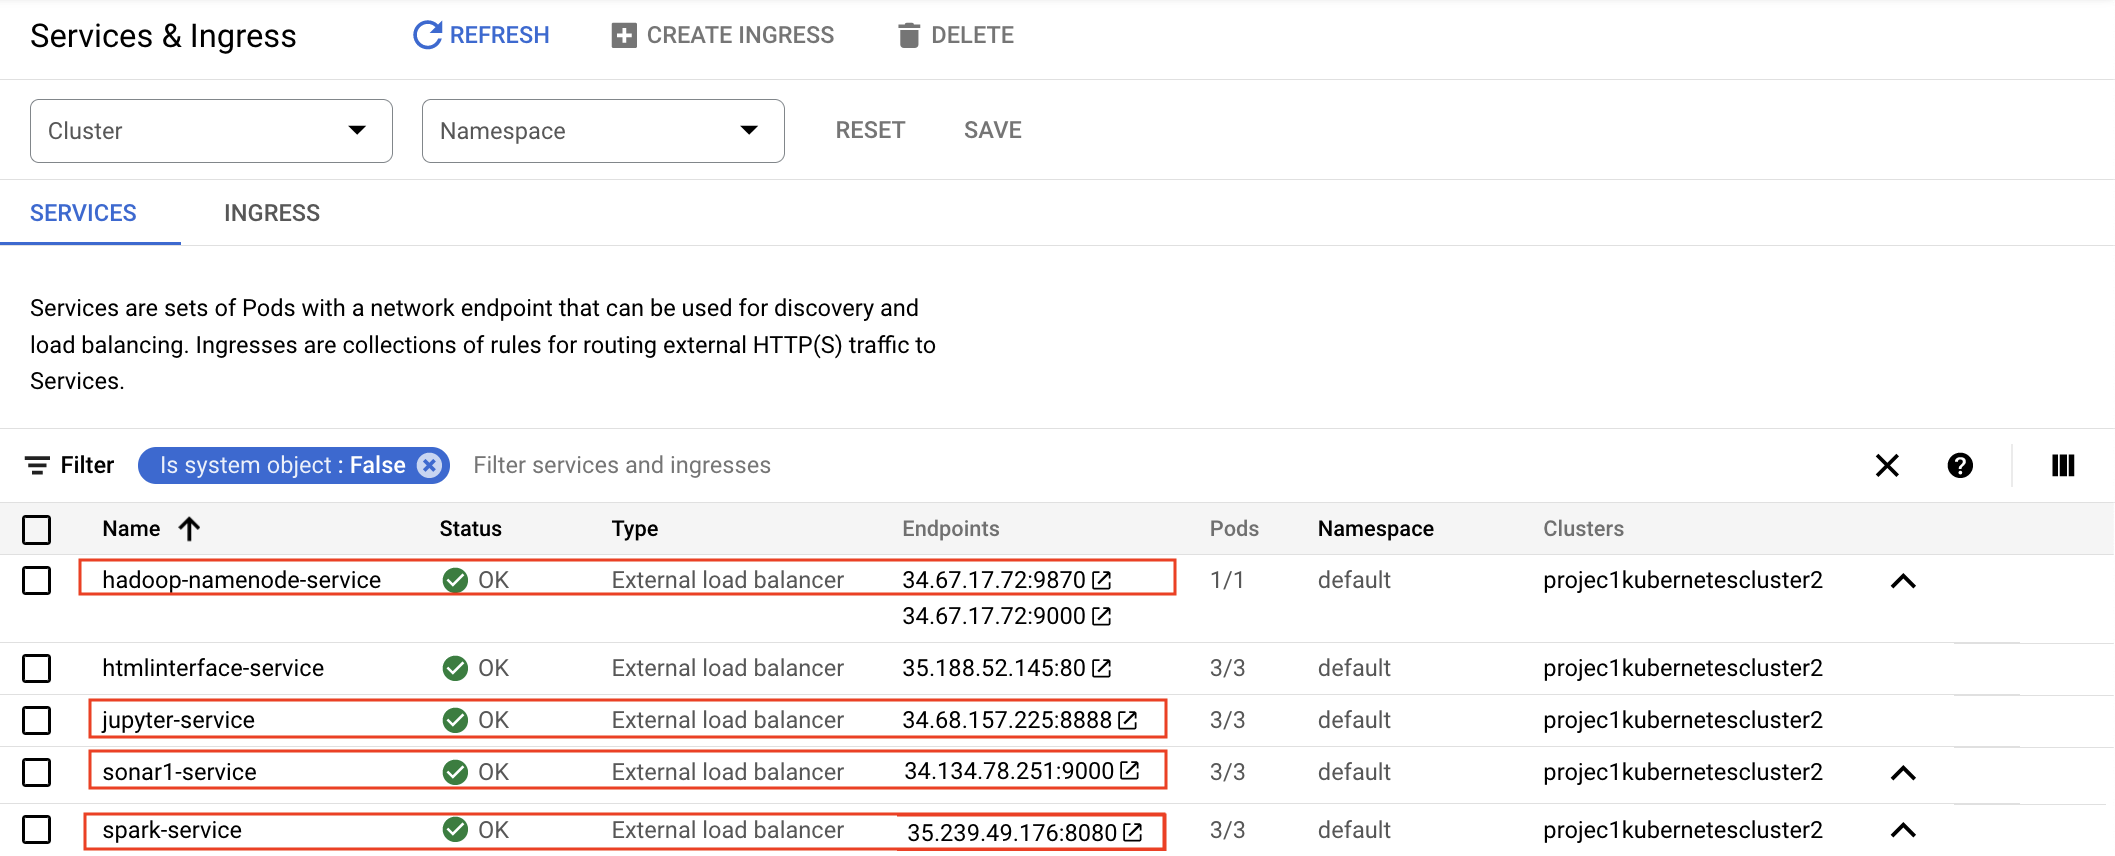 Services & Ingress REFRESH CREATE INGRESS DELETE
Cluster Namespace RESET SAVE
SERVICES INGRESS
Services are sets of Pods with a network endpoint that can be used for discovery and
load balancing. Ingresses are collections of rules for routing external HTTP(S) traffic to
Services.
Filter Is system object : False Filter services and ingresses
Name Status Type Endpoints Pods Namespace Clusters
hadoop-namenode-service OK External load balancer 34.67.17.72:9870 1/1 default projec1kubernetescluster2
34.67.17.72:9000
htmlinterface-service OK External load balancer 35.188.52.145:80 3/3 default projec1kubernetescluster2
jupyter-service OK External load balancer 34.68.157.225:8888 3/3 default projec1kubernetescluster2
sonar1-service OK External load balancer 34.134.78.251:9000 3/3 default projec1kubernetescluster2
spark-service OK External load balancer 35.239.49.176:8080 3/3 default projec1kubernetescluster2